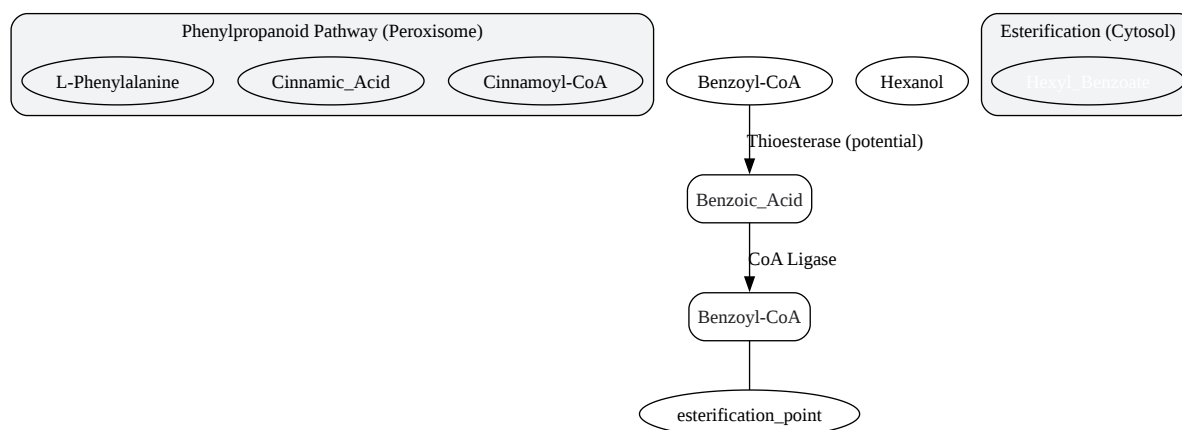 Phenylpropanoid Pathway (Peroxisome)
Esterification (Cytosol)
L-Phenylalanine
Cinnamic_Acid
Cinnamoyl-CoA
Benzoyl-CoA
Hexanol
Hexyl_Benzoate
Thioesterase (potential)
Benzoic_Acid
CoA Ligase
Benzoyl-CoA
esterification_point